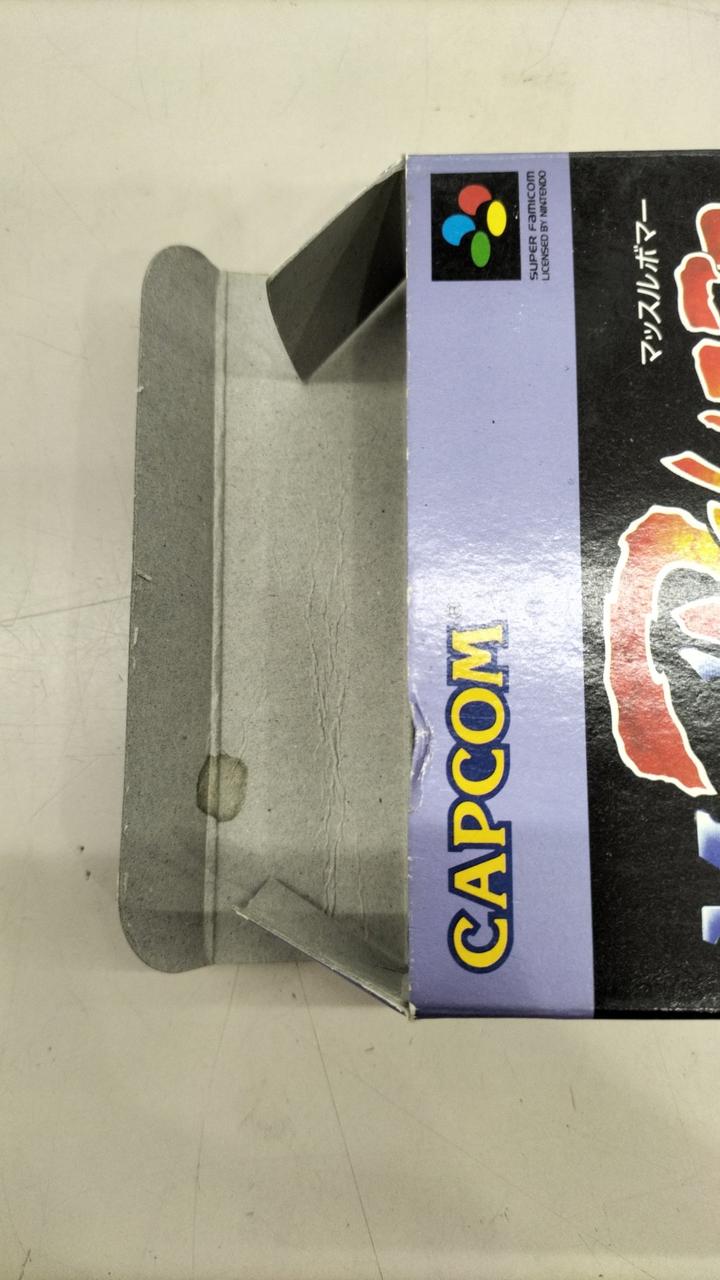 CAPCOM®
SUPER FAMICOM
LICENSED BY NINTENDO
マッスルボマー